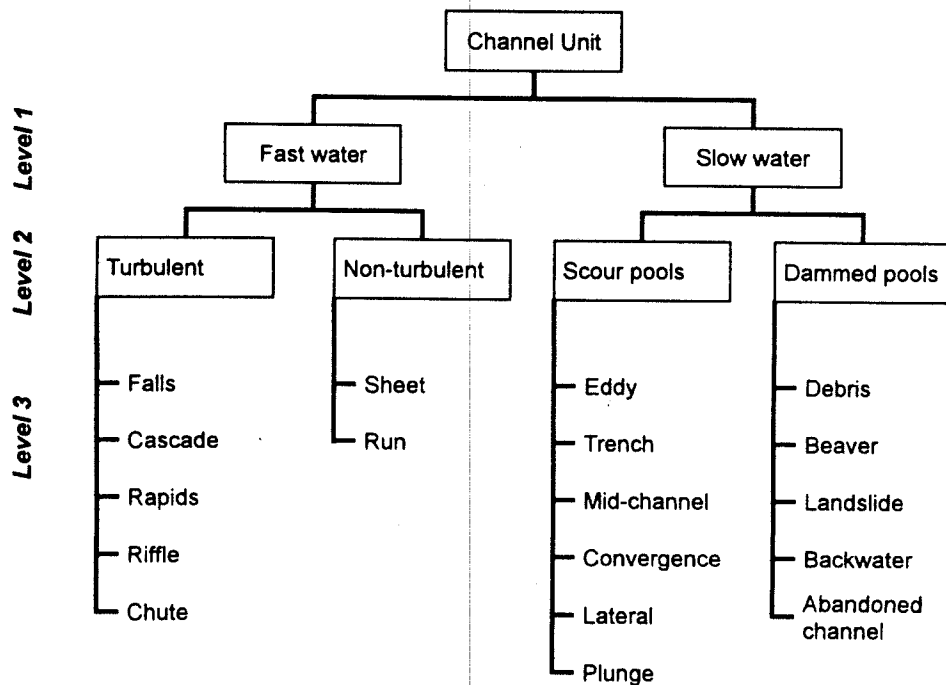 Channel Unit
Level 1
Fast water
Slow water
Level 2
Turbulent
Non-turbulent
Scour pools
Dammed pools
Level 3
Falls
Cascade
Rapids
Riffle
Chute
Sheet
Run
Eddy
Trench
Mid-channel
Convergence
Lateral
Plunge
Debris
Beaver
Landslide
Backwater
Abandoned
channel